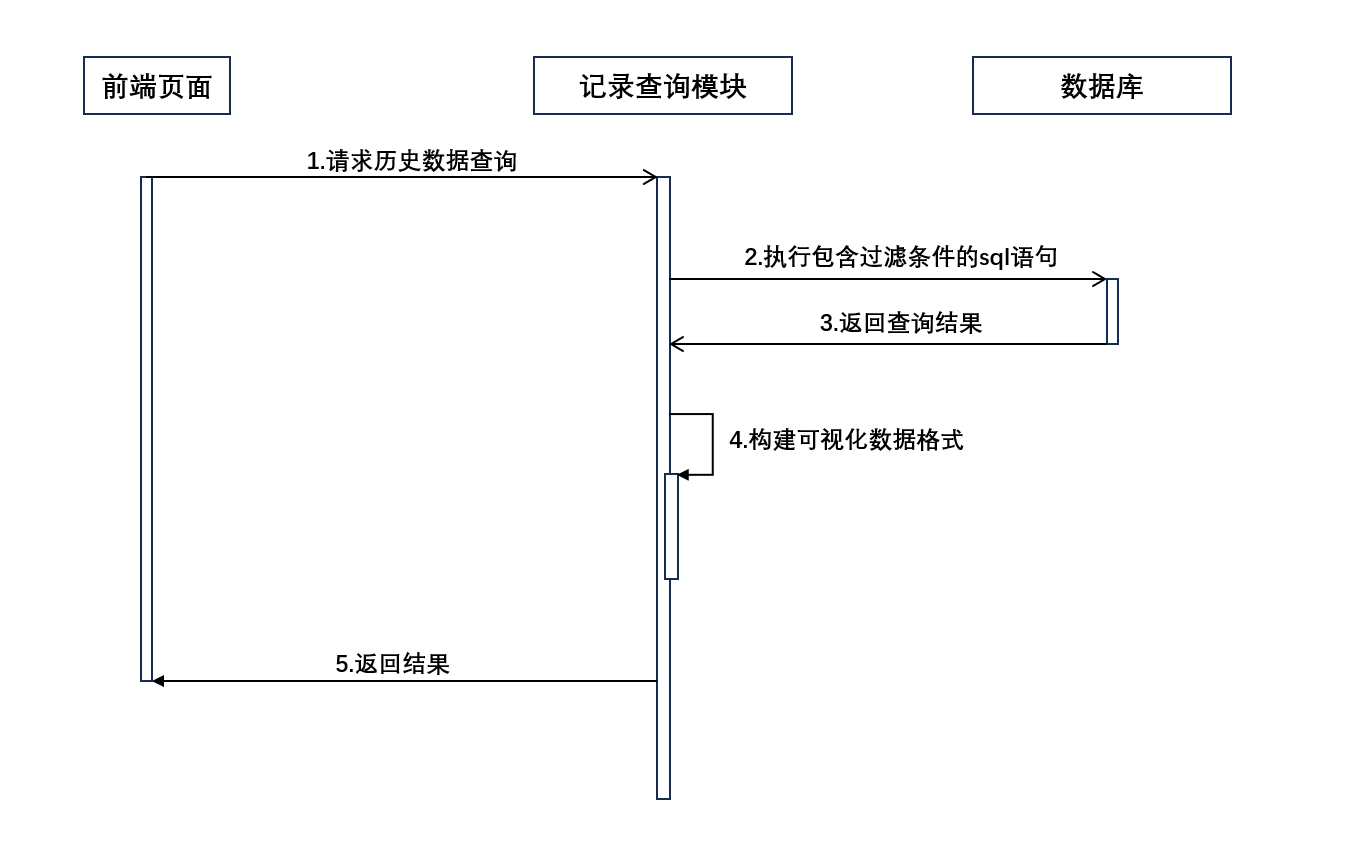 前端页面
记录查询模块
数据库
1.请求历史数据查询
2.执行包含过滤条件的sql语句
3.返回查询结果
4.构建可视化数据格式
5.返回结果